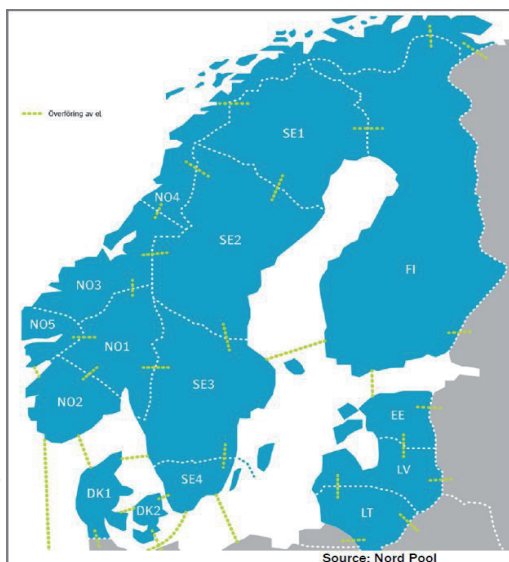 Överföring av el
SE1
NO4
SE2
NO3
FI
NO5
NO1
SE3
NO2
EE
SE4
LV
DK1
DK2
LT
Source: Nord Pool